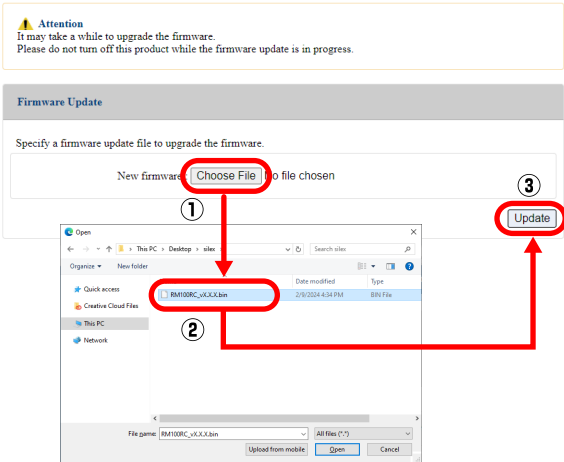 Attention
It may take a while to upgrade the firmware.
Please do not turn off this product while the firmware update is in progress.
Firmware Update
Specify a firmware update file to upgrade the firmware.
New firmware: Choose File No file chosen
①
③
Update
Open
This PC › Desktop › silex
Search silex
Organize
New folder
Date modified
Type
Quick access
RM100RC_vX.X.X.bin
2/9/2024 4:34 PM
BIN File
Creative Cloud Files
This PC
②
Network
File name: RM100RC_vX.X.X.bin
All files (*.*)
Upload from mobile
Open
Cancel